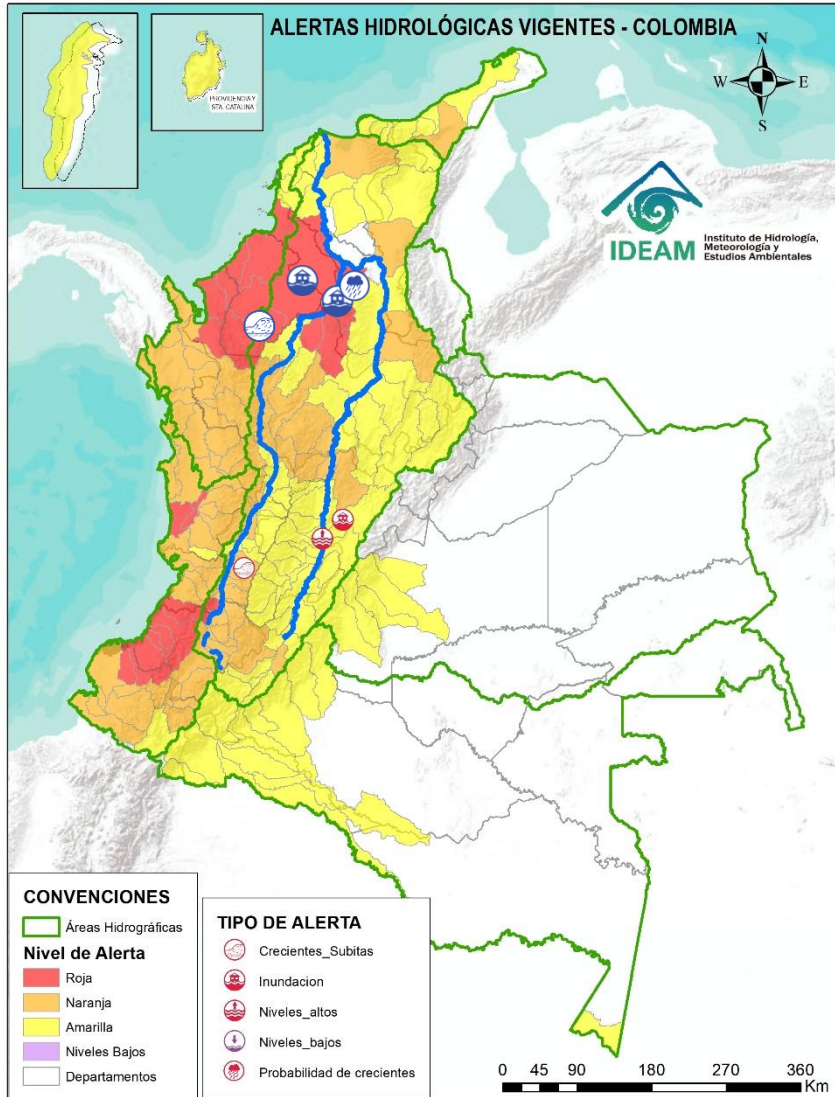 ALERTAS HIDROLÓGICAS VIGENTES - COLOMBIA
PROVIDENCIA Y
STA. CATALINA
N
W
E
S
IDEAM
Instituto de Hidrología,
Meteorología y
Estudios Ambientales
CONVENCIONES
Áreas Hidrográficas
Nivel de Alerta
Roja
Naranja
Amarilla
Niveles Bajos
Departamentos
TIPO DE ALERTA
Crecientes_Subitas
Inundacion
Niveles_altos
Niveles_bajos
Probabilidad de crecientes
0 45 90 180 270 360
Km